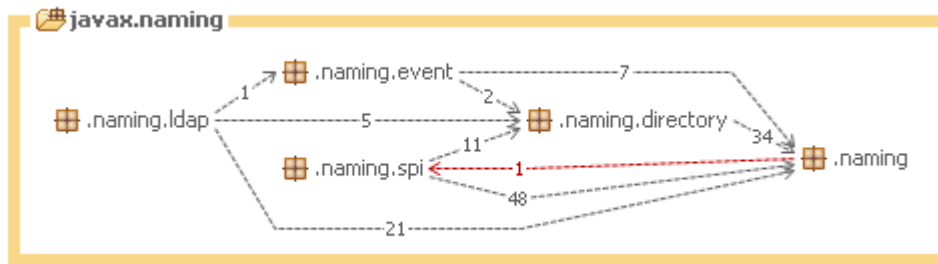 javax.naming
.naming.event
7
1
2
.naming.ldap
5
.naming.directory
34
11
.naming
.naming.spi
1
48
21